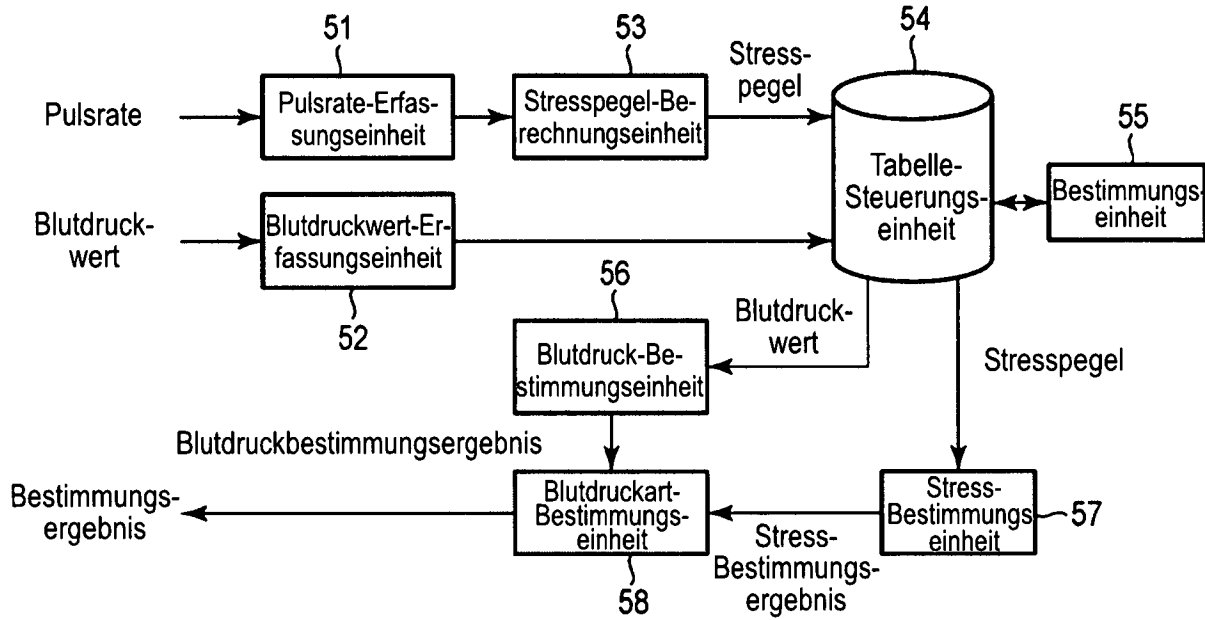 51
53
54
Stress-
pegel
Pulsrate
Pulsrate-Erfas-
sungseinheit
Stresspegel-Be-
rechnungseinheit
55
Tabelle-
Steuerungs-
einheit
Bestimmungs-
einheit
Blutdruck-
wert
Blutdruckwert-Er-
fassungseinheit
52
56
Blutdruck-
wert
Blutdruck-Be-
stimmungseinheit
Stresspegel
Blutdruckbestimmungsergebnis
Bestimmungs-
ergebnis
Blutdruckart-
Bestimmungs-
einheit
Stress-
Bestimmungs
einheit
57
Stress-
Bestimmungs-
ergebnis
58